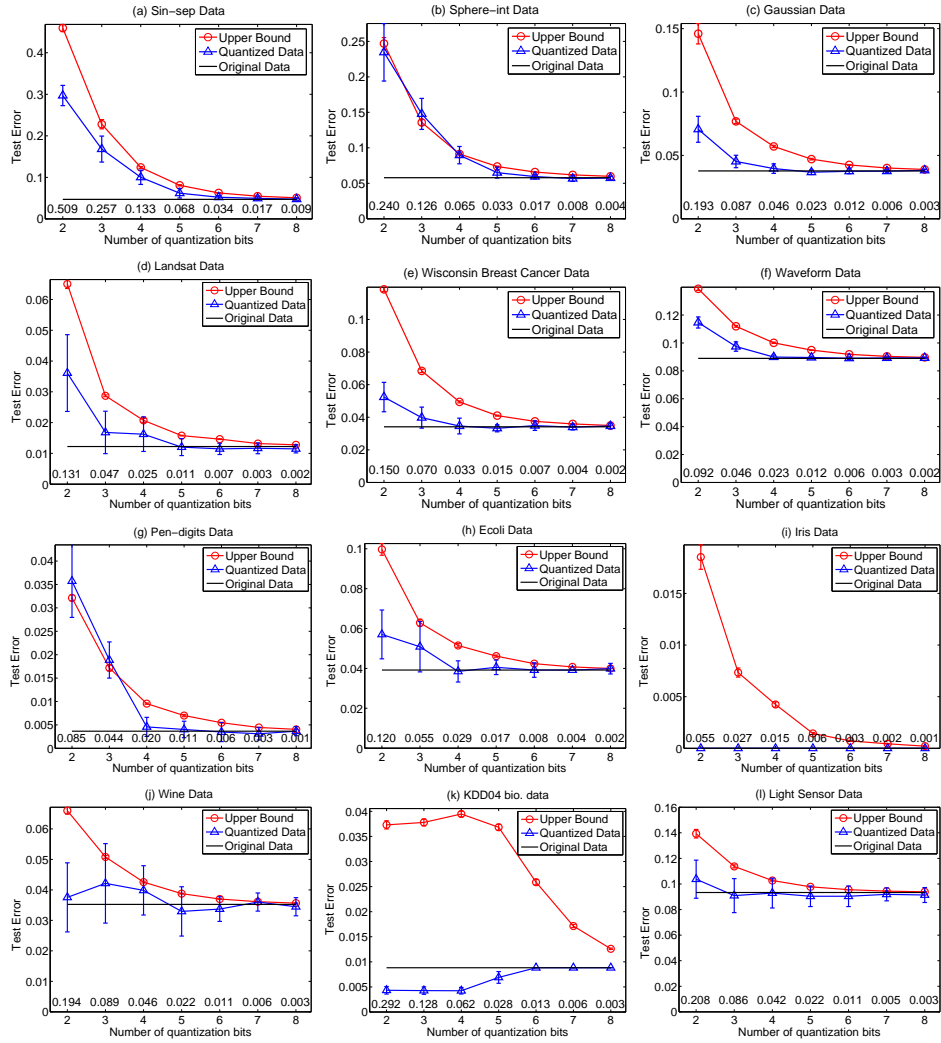 (a) Sin−sep Data
Upper Bound
Quantized Data
Original Data
Test Error
0.4
0.3
0.2
0.1
0
0.509 0.257 0.133 0.068 0.034 0.017 0.009
2 3 4 5 6 7 8
Number of quantization bits
(b) Sphere−int Data
Upper Bound
Quantized Data
Original Data
Test Error
0.25
0.2
0.15
0.1
0.05
0
0.240 0.126 0.065 0.033 0.017 0.008 0.004
2 3 4 5 6 7 8
Number of quantization bits
(c) Gaussian Data
Upper Bound
Quantized Data
Original Data
Test Error
0.15
0.1
0.05
0
0.193 0.087 0.046 0.023 0.012 0.006 0.003
2 3 4 5 6 7 8
Number of quantization bits
(d) Landsat Data
Upper Bound
Quantized Data
Original Data
Test Error
0.06
0.05
0.04
0.03
0.02
0.01
0
0.131 0.047 0.025 0.011 0.007 0.003 0.002
2 3 4 5 6 7 8
Number of quantization bits
(e) Wisconsin Breast Cancer Data
Upper Bound
Quantized Data
Original Data
Test Error
0.1
0.08
0.06
0.04
0.02
0
0.150 0.070 0.033 0.015 0.007 0.004 0.002
2 3 4 5 6 7 8
Number of quantization bits
(f) Waveform Data
Upper Bound
Quantized Data
Original Data
Test Error
0.12
0.1
0.08
0.06
0.04
0.02
0
0.092 0.046 0.023 0.012 0.006 0.003 0.002
2 3 4 5 6 7 8
Number of quantization bits
(g) Pen−digits Data
Upper Bound
Quantized Data
Original Data
Test Error
0.04
0.035
0.03
0.025
0.02
0.015
0.01
0.005
0
0.085 0.044 0.020 0.011 0.006 0.003 0.001
2 3 4 5 6 7 8
Number of quantization bits
(h) Ecoli Data
Upper Bound
Quantized Data
Original Data
Test Error
0.1
0.08
0.06
0.04
0.02
0
0.120 0.055 0.029 0.017 0.008 0.004 0.002
2 3 4 5 6 7 8
Number of quantization bits
(i) Iris Data
Upper Bound
Quantized Data
Original Data
Test Error
0.015
0.01
0.005
0
0.055 0.027 0.015 0.006 0.003 0.002 0.001
2 3 4 5 6 7 8
Number of quantization bits
(j) Wine Data
Upper Bound
Quantized Data
Original Data
Test Error
0.06
0.05
0.04
0.03
0.02
0.01
0
0.194 0.089 0.046 0.022 0.011 0.006 0.003
2 3 4 5 6 7 8
Number of quantization bits
(k) KDD04 bio. data
Upper Bound
Quantized Data
Original Data
Test Error
0.04
0.035
0.03
0.025
0.02
0.015
0.01
0.005
0
0.292 0.128 0.062 0.028 0.013 0.006 0.003
2 3 4 5 6 7 8
Number of quantization bits
(l) Light Sensor Data
Upper Bound
Quantized Data
Original Data
Test Error
0.16
0.14
0.12
0.1
0.08
0.06
0.04
0.02
0
0.208 0.086 0.042 0.022 0.011 0.005 0.003
2 3 4 5 6 7 8
Number of quantization bits